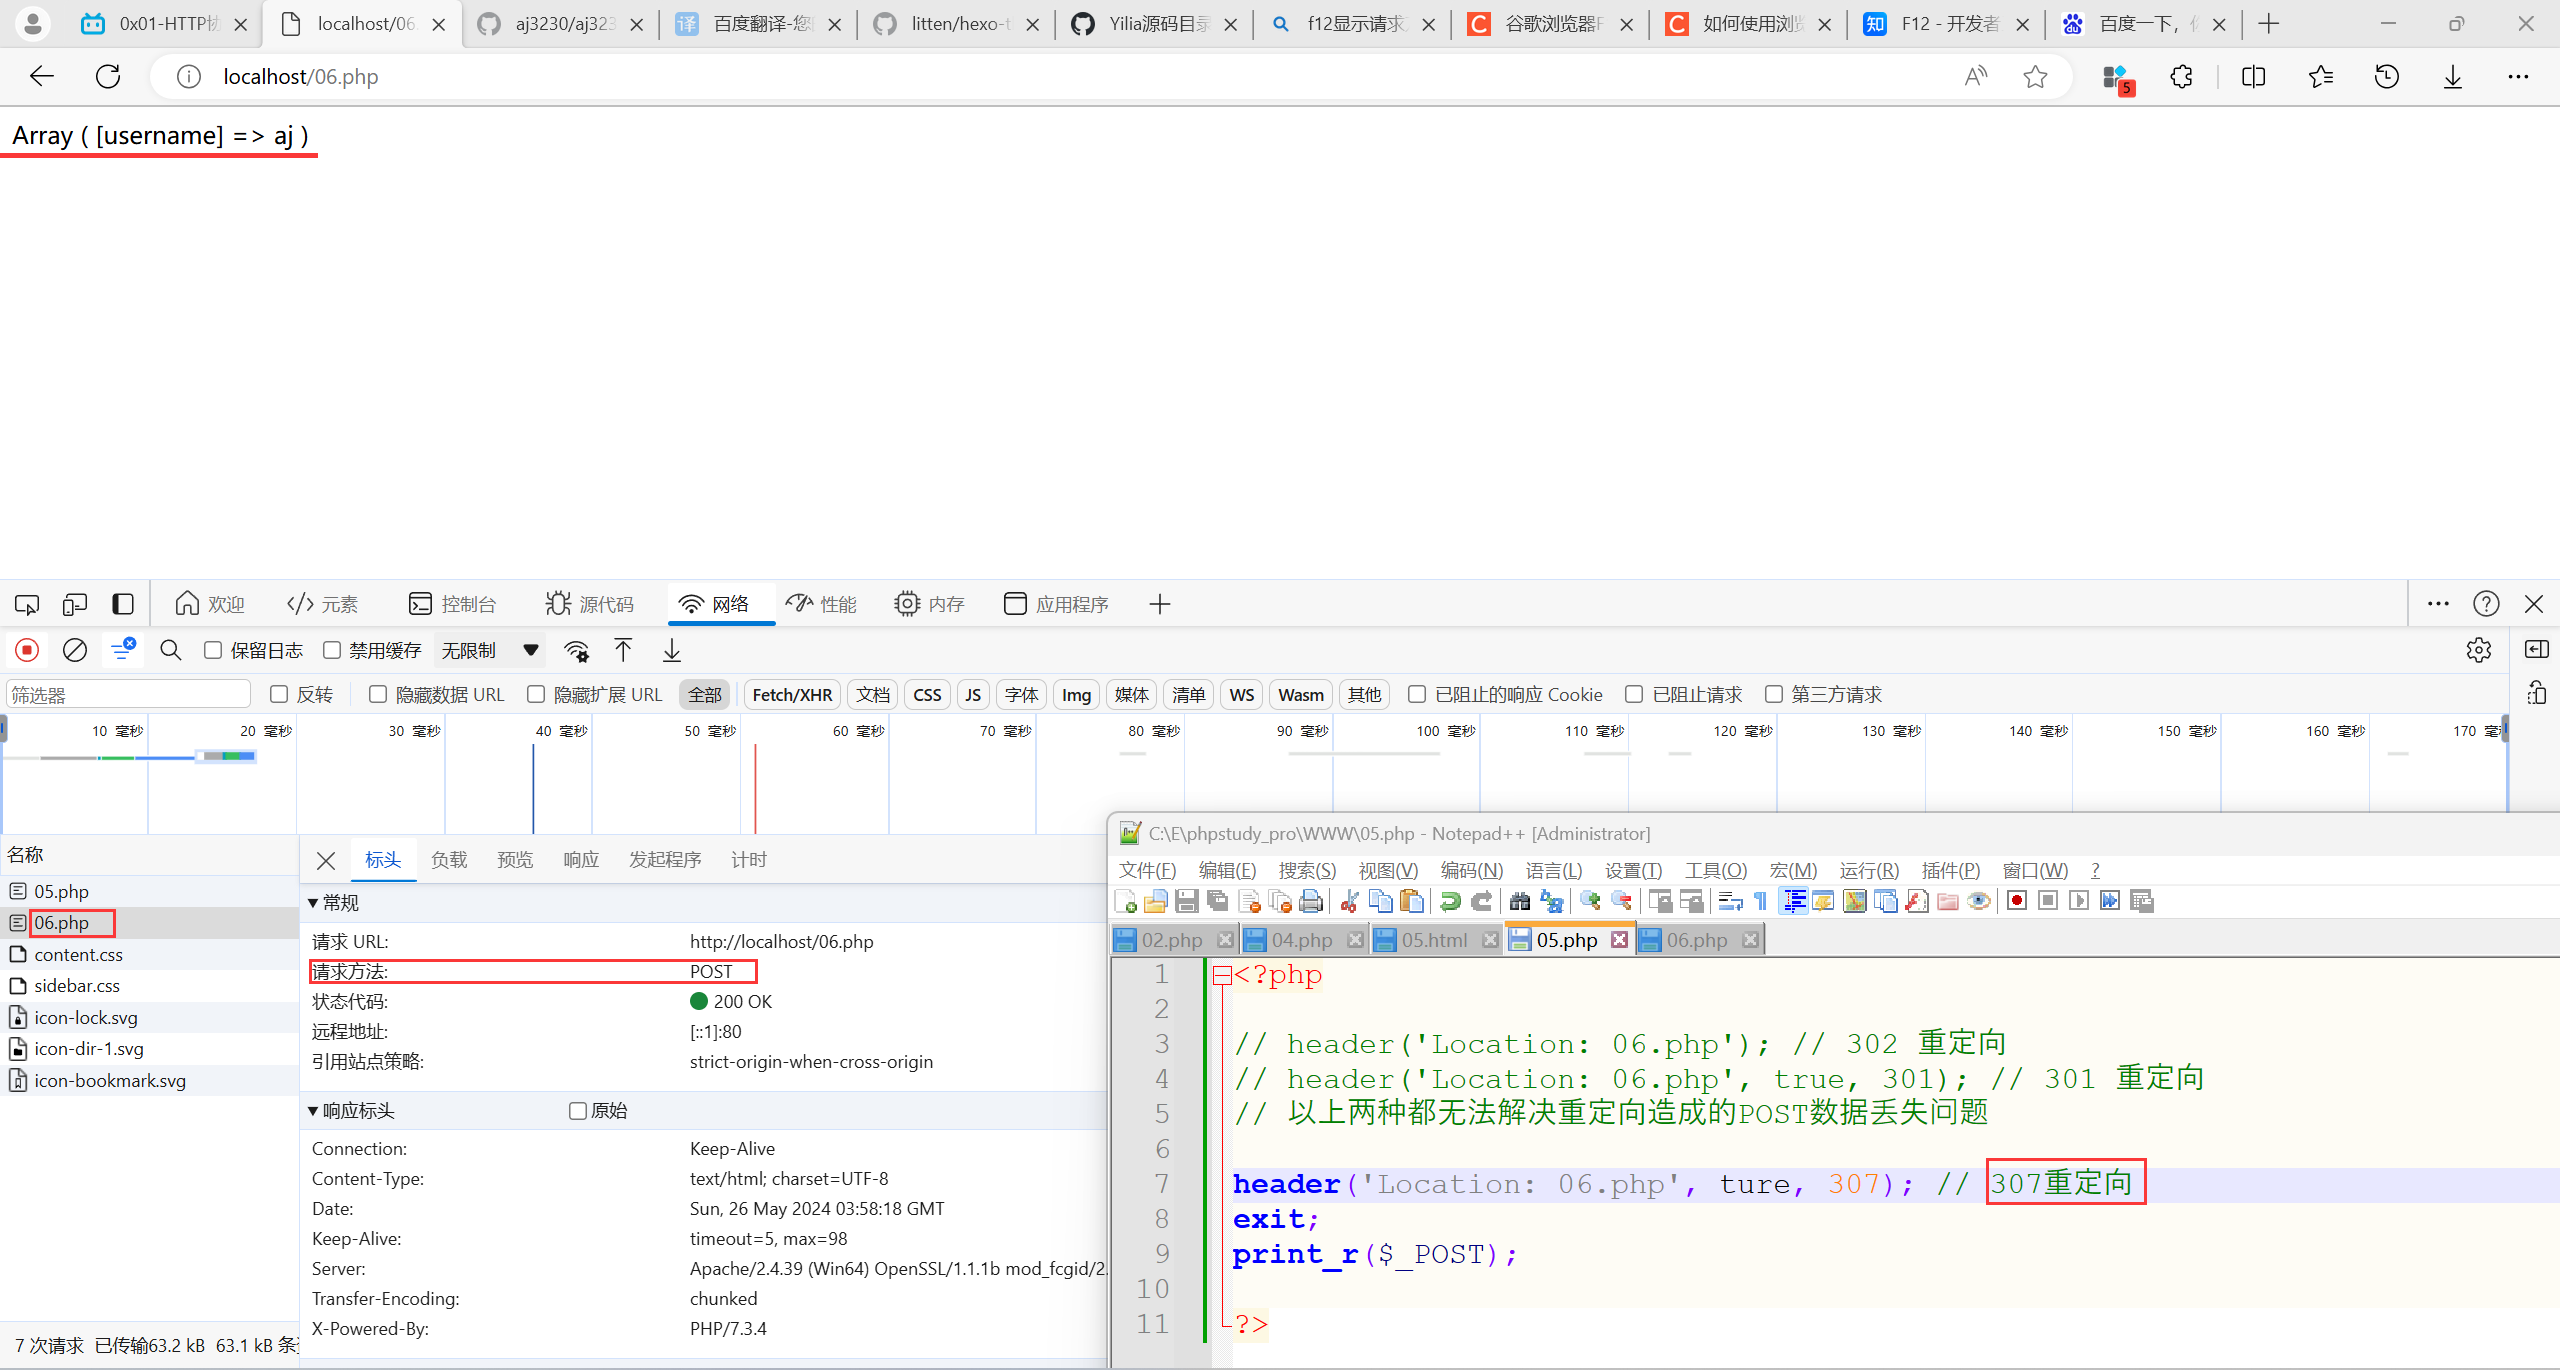 0x01-HTTP协
localhost/06.
aj3230/aj323
百度翻译-您
litten/hexo-t
Yilia源码目录
f12显示请求
谷歌浏览器F
如何使用浏览
F12 - 开发者
百度一下，
localhost/06.php
5
Array ( [username] => aj )
欢迎
元素
控制台
源代码
网络
性能
内存
应用程序
保留日志
禁用缓存
无限制
筛选器
反转
隐藏数据 URL
隐藏扩展 URL
全部
Fetch/XHR
文档
CSS
JS
字体
Img
媒体
清单
WS
Wasm
其他
已阻止的响应 Cookie
已阻止请求
第三方请求
10 毫秒
20 毫秒
30 毫秒
40 毫秒
50 毫秒
60 毫秒
70 毫秒
80 毫秒
90 毫秒
100 毫秒
110 毫秒
120 毫秒
130 毫秒
140 毫秒
150 毫秒
160 毫秒
170 毫
名称
05.php
06.php
content.css
sidebar.css
icon-lock.svg
icon-dir-1.svg
icon-bookmark.svg
7 次请求 已传输63.2 kB 63.1 kB 条
标头
负载
预览
响应
发起程序
计时
常规
请求 URL: http://localhost/06.php
请求方法: POST
状态代码: 200 OK
远程地址: [::1]:80
引用站点策略: strict-origin-when-cross-origin
响应标头
原始
Connection: Keep-Alive
Content-Type: text/html; charset=UTF-8
Date: Sun, 26 May 2024 03:58:18 GMT
Keep-Alive: timeout=5, max=98
Server: Apache/2.4.39 (Win64) OpenSSL/1.1.1b mod_fcgid/2.
Transfer-Encoding: chunked
X-Powered-By: PHP/7.3.4
C:\E\phpstudy_pro\WWW\05.php - Notepad++ [Administrator]
文件(F) 编辑(E) 搜索(S) 视图(V) 编码(N) 语言(L) 设置(T) 工具(O) 宏(M) 运行(R) 插件(P) 窗口(W) ?
02.php
04.php
05.html
05.php
06.php
1 <?php
2
3 // header('Location: 06.php'); // 302 重定向
4 // header('Location: 06.php', true, 301); // 301 重定向
5 // 以上两种都无法解决重定向造成的POST数据丢失问题
6
7 header('Location: 06.php', ture, 307); // 307重定向
8 exit;
9 print_r($_POST);
10
11 ?>